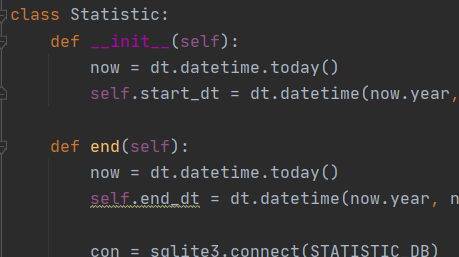 class Statistic:
def __init__(self):
now = dt.datetime.today()
self.start_dt = dt.datetime(now.year,
def end(self):
now = dt.datetime.today()
self.end_dt = dt.datetime(now.year, n
con = sqlite3.connect(STATISTIC_DB)